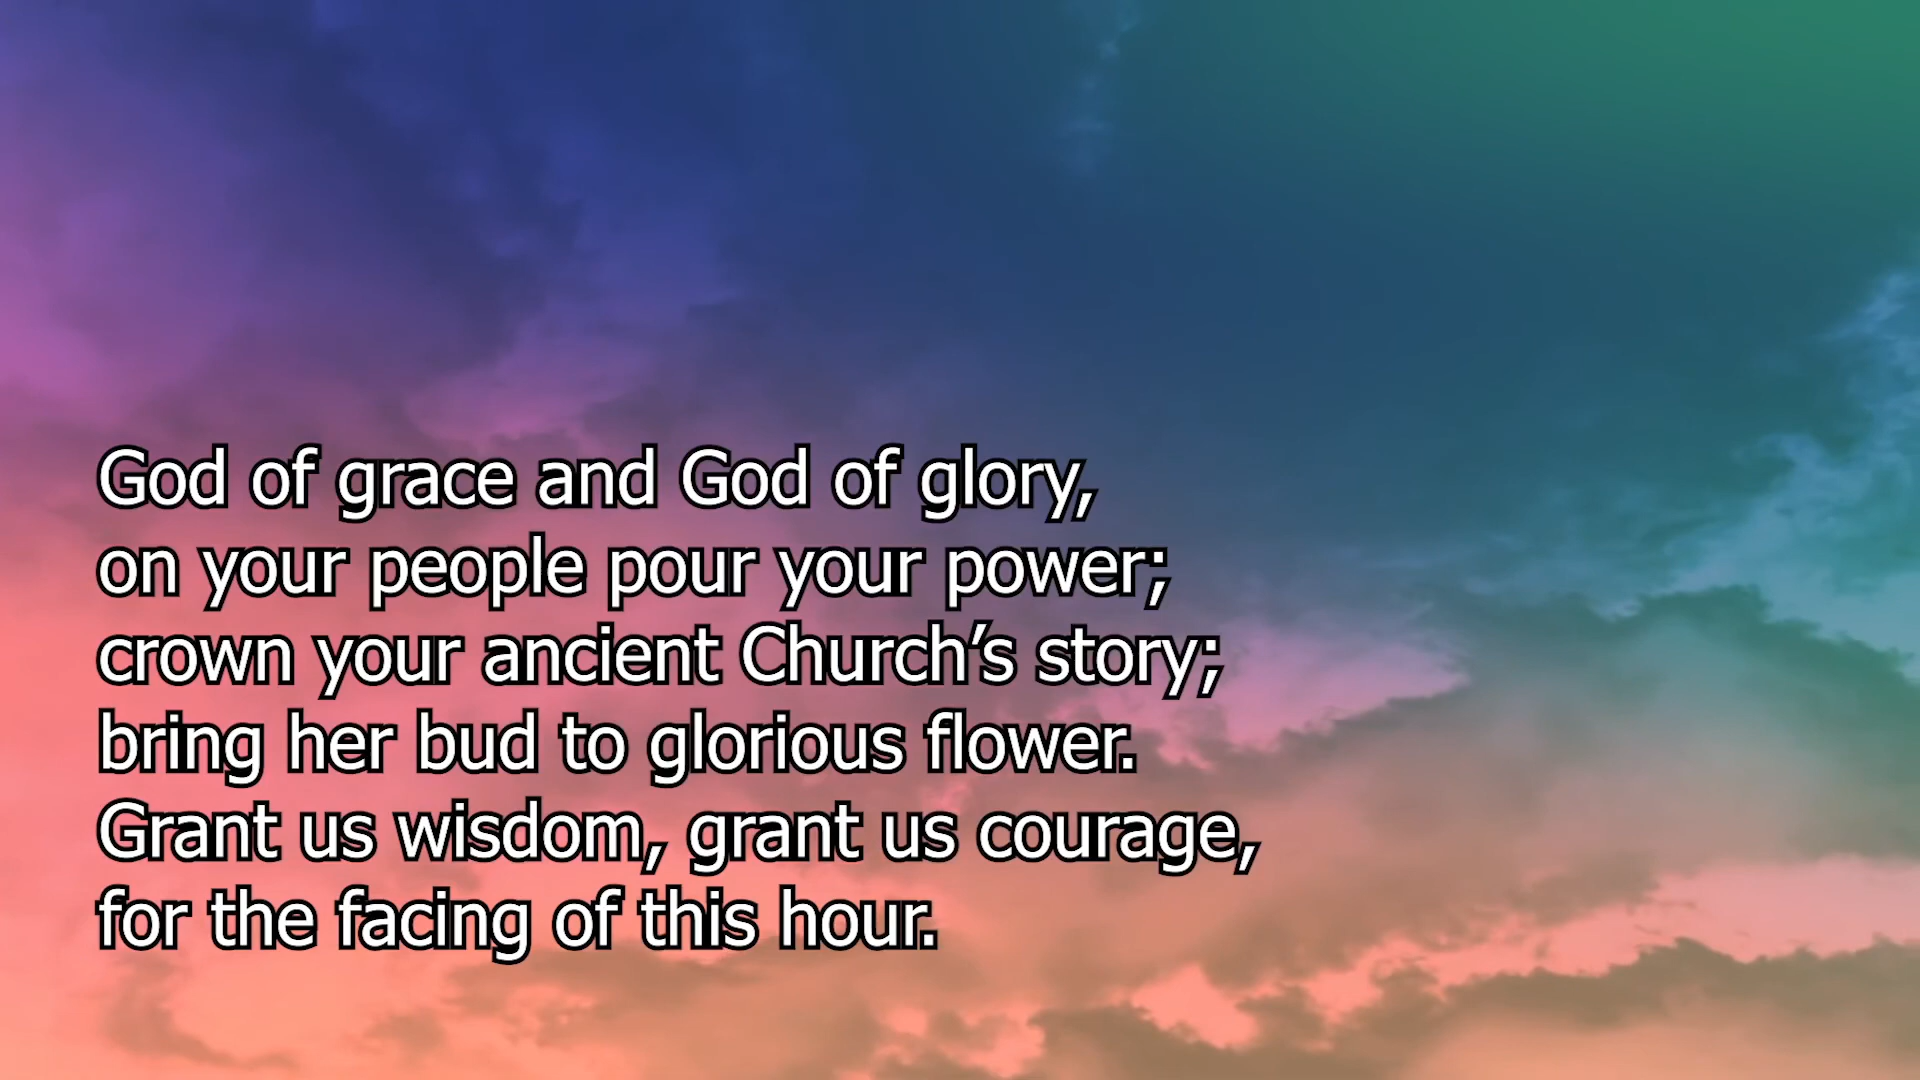 God of grace and God of glory,
on your people pour your power;
crown your ancient Church’s story;
bring her bud to glorious flower.
Grant us wisdom, grant us courage,
for the facing of this hour.